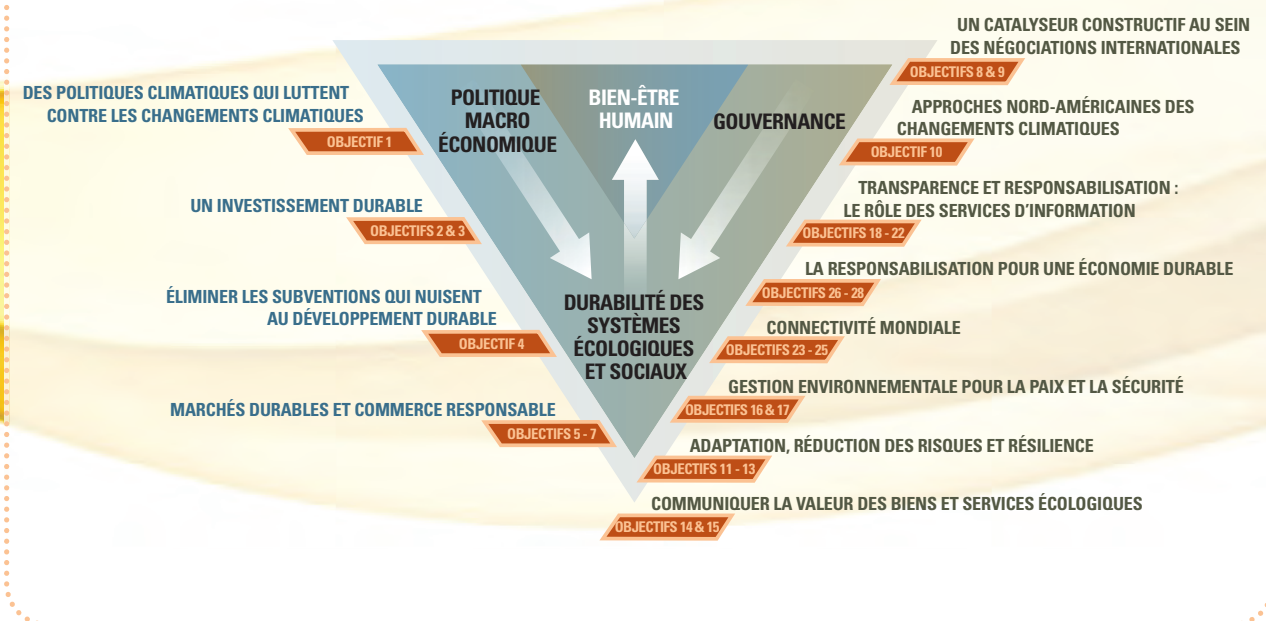 DES POLITIQUES CLIMATIQUES QUI LUTTENT
CONTRE LES CHANGEMENTS CLIMATIQUES
OBJECTIF 1
UN INVESTISSEMENT DURABLE
OBJECTIFS 2 & 3
ÉLIMINER LES SUBVENTIONS QUI NUISENT
AU DÉVELOPPEMENT DURABLE
OBJECTIF 4
MARCHÉS DURABLES ET COMMERCE RESPONSABLE
OBJECTIFS 5 - 7
POLITIQUE
MACRO
ÉCONOMIQUE
BIEN-ÊTRE
HUMAIN
GOUVERNANCE
DURABILITÉ DES
SYSTÈMES
ÉCOLOGIQUES
ET SOCIAUX
UN CATALYSEUR CONSTRUCTIF AU SEIN
DES NÉGOCIATIONS INTERNATIONALES
OBJECTIFS 8 & 9
APPROCHES NORD-AMÉRICAINES DES
CHANGEMENTS CLIMATIQUES
OBJECTIF 10
TRANSPARENCE ET RESPONSABILISATION :
LE RÔLE DES SERVICES D'INFORMATION
OBJECTIFS 18 - 22
LA RESPONSABILISATION POUR UNE ÉCONOMIE DURABLE
OBJECTIFS 26 - 28
CONNECTIVITÉ MONDIALE
OBJECTIFS 23 - 25
GESTION ENVIRONNEMENTALE POUR LA PAIX ET LA SÉCURITÉ
OBJECTIFS 16 & 17
ADAPTATION, RÉDUCTION DES RISQUES ET RÉSILIENCE
OBJECTIFS 11 - 13
COMMUNIQUER LA VALEUR DES BIENS ET SERVICES ÉCOLOGIQUES
OBJECTIFS 14 & 15